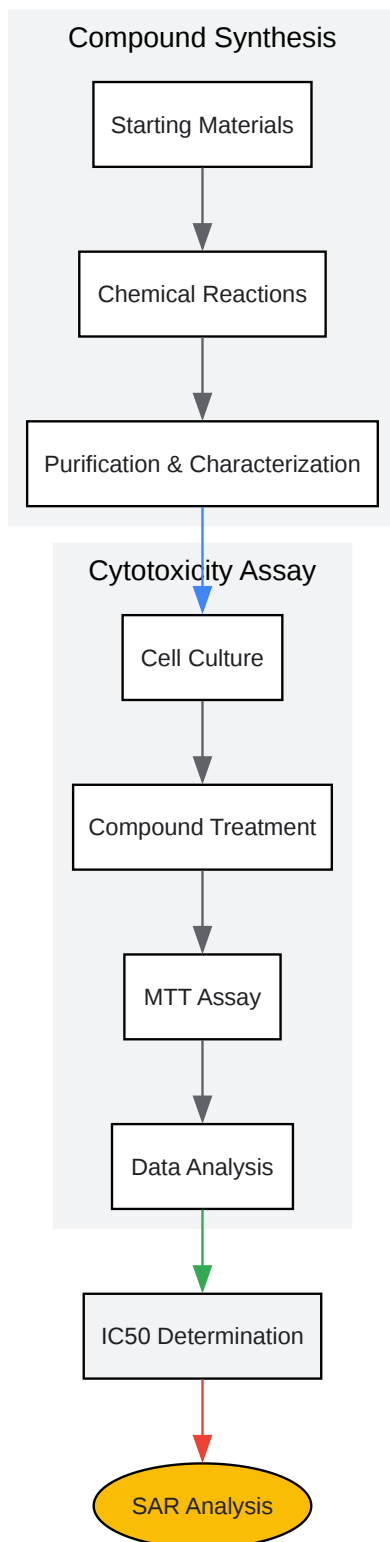 Compound Synthesis
Starting Materials
Chemical Reactions
Purification & Characterization
Cytotoxicity Assay
Cell Culture
Compound Treatment
MTT Assay
Data Analysis
IC50 Determination
SAR Analysis